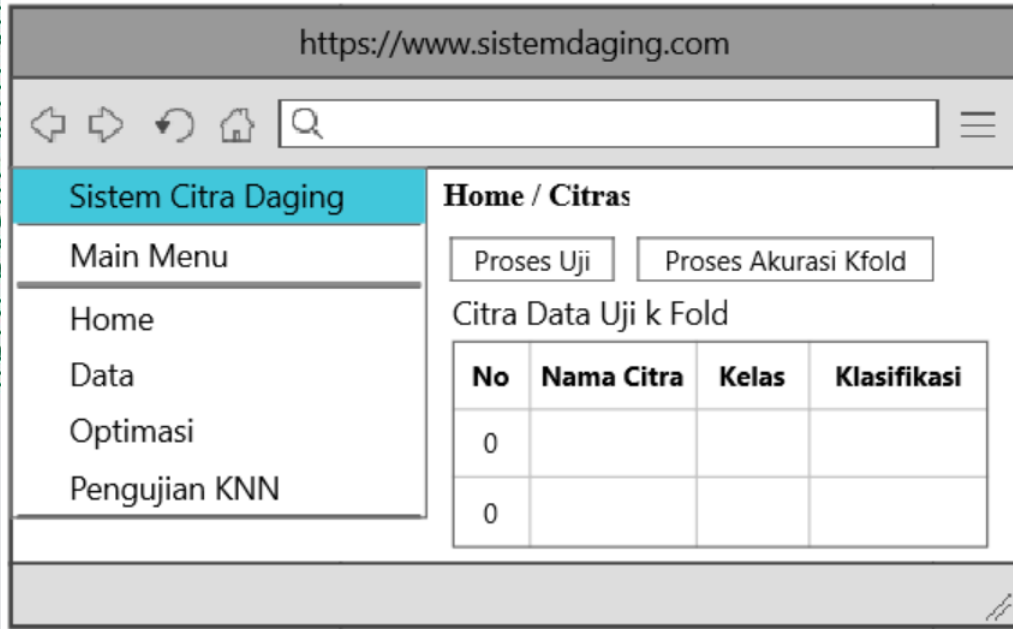 https://www.sistemdaging.com
Sistem Citra Daging
Main Menu
Home
Data
Optimasi
Pengujian KNN
Home / Citras
Proses Uji
Proses Akurasi Kfold
Citra Data Uji k Fold
No Nama Citra Kelas Klasifikasi
0
0